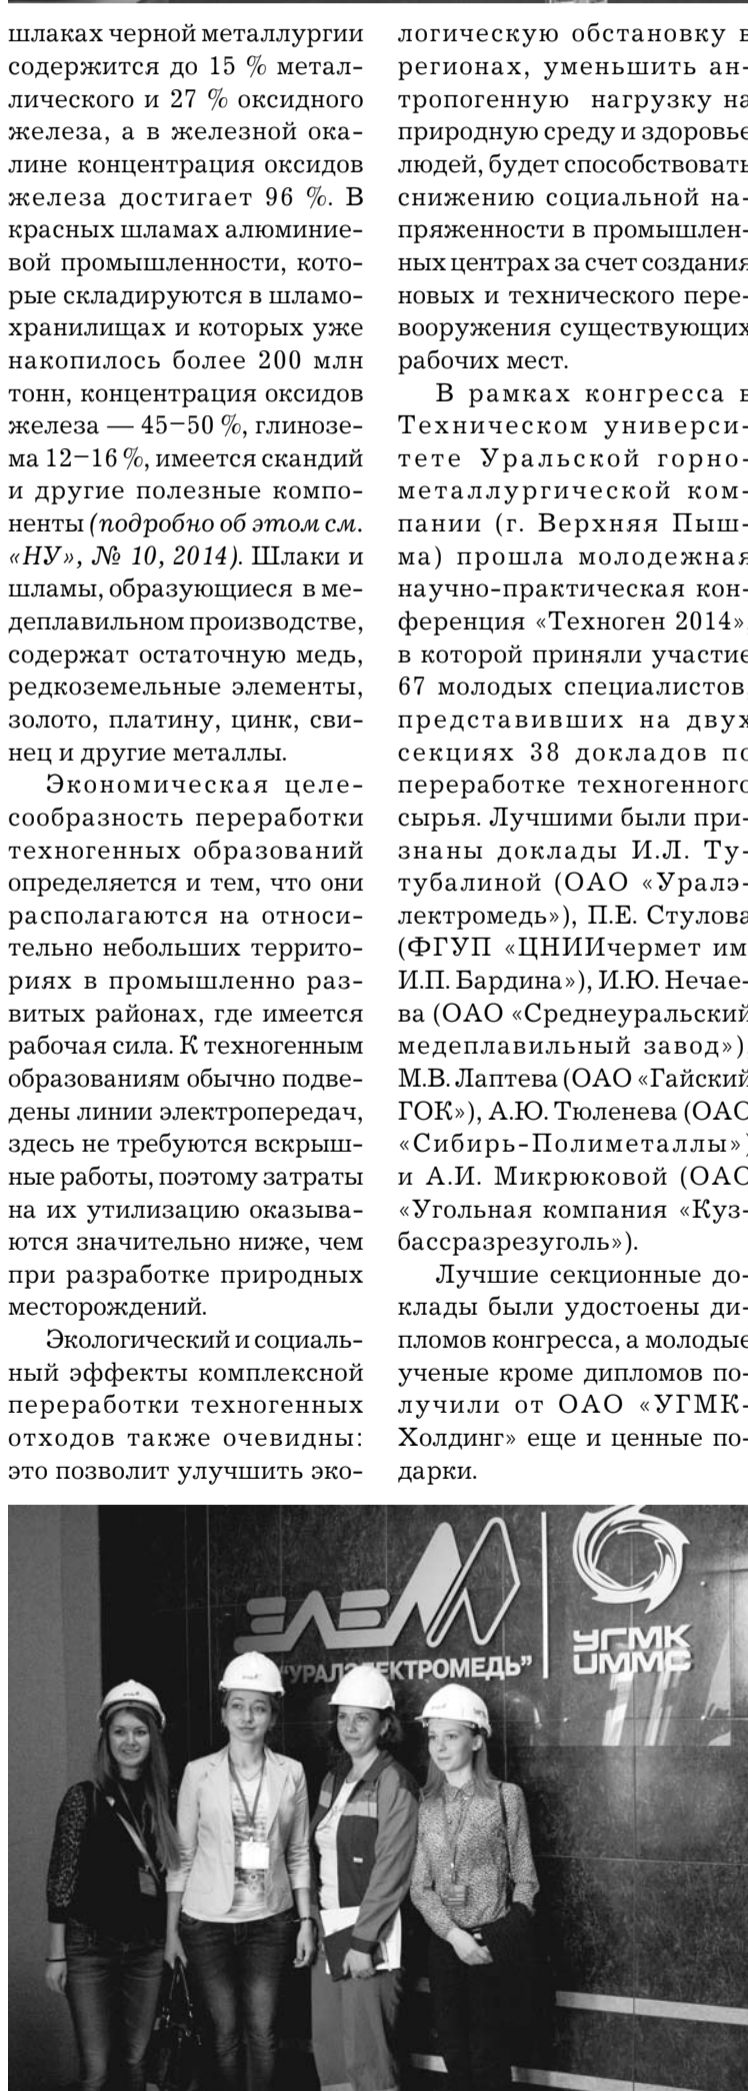 шлаках черной металлургии
содержится до 15 % метал-
лического и 27 % оксидного
железа, а в железной ока-
лине концентрация оксидов
железа достигает 96 %. В
красных шламах алюминие-
вой промышленности, кото-
рые складируются в шламо-
хранилищах и которых уже
накопилось более 200 млн
тонн, концентрация оксидов
железа — 45–50 %, глинозе-
ма 12–16 %, имеется скандий
и другие полезные компо-
ненты (подробно об этом см.
«НУ», № 10, 2014). Шлаки и
шламы, образующиеся в ме-
деплавильном производстве,
содержат остаточную медь,
редкоземельные элементы,
золото, платину, цинк, сви-
нец и другие металлы.
Экономическая целе-
сообразность переработки
техногенных образований
определяется и тем, что они
располагаются на относи-
тельно небольших террито-
риях в промышленно раз-
витых районах, где имеется
рабочая сила. К техногенным
образованиям обычно подве-
дены линии электропередач,
здесь не требуются вскрыш-
ные работы, поэтому затраты
на их утилизацию оказыва-
ются значительно ниже, чем
при разработке природных
месторождений.
Экологический и социаль-
ный эффекты комплексной
переработки техногенных
отходов также очевидны:
это позволит улучшить эко-
логическую обстановку в
регионах, уменьшить ан-
тропогенную нагрузку на
природную среду и здоровье
людей, будет способствовать
снижению социальной на-
пряженности в промышлен-
ных центрах за счет создания
новых и технического пере-
вооружения существующих
рабочих мест.
В рамках конгресса в
Техническом универси-
тете Уральской горно-
металлургической ком-
пании (г. Верхняя Пыш-
ма) прошла молодежная
научно-практическая кон-
ференция «Техноген 2014»,
в которой приняли участие
67 молодых специалистов,
представивших на двух
секциях 38 докладов по
переработке техногенного
сырья. Лучшими были при-
знаны доклады И.Л. Ту-
тубалиной (ОАО «Уралэ-
лектромедь»), П.Е. Стулова
(ФГУП «ЦНИИчермет им
И.П. Бардина»), И.Ю. Нечае-
ва (ОАО «Среднеуральский
медеплавильный завод»),
М.В. Лаптева (ОАО «Гайский
ГОК»), А.Ю. Тюленева (ОАО
«Сибирь-Полиметаллы»)
и А.И. Микрюковой (ОАО
«Угольная компания «Куз-
бассразрезуголь»).
Лучшие секционные до-
клады были удостоены ди-
пломов конгресса, а молодые
ученые кроме дипломов по-
лучили от ОАО «УГМК-
Холдинг» еще и ценные по-
дарки.
ЭЛЕМ
"УРАЛЭЛЕКТРОМЕДЬ"
УГМК
UMMC